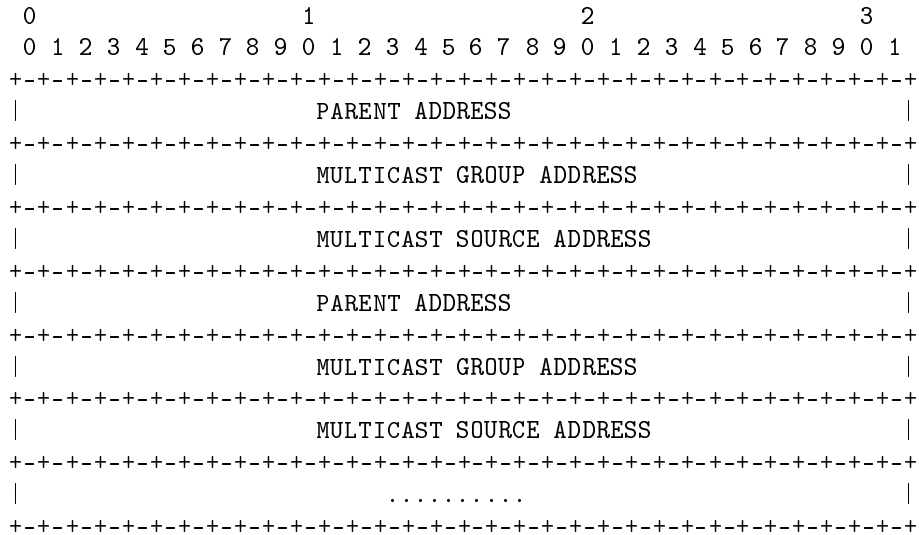 0                   1                   2                   3
 0 1 2 3 4 5 6 7 8 9 0 1 2 3 4 5 6 7 8 9 0 1 2 3 4 5 6 7 8 9 0 1
+-+-+-+-+-+-+-+-+-+-+-+-+-+-+-+-+-+-+-+-+-+-+-+-+-+-+-+-+-+-+-+-+
|                     PARENT ADDRESS                            |
+-+-+-+-+-+-+-+-+-+-+-+-+-+-+-+-+-+-+-+-+-+-+-+-+-+-+-+-+-+-+-+-+
|                     MULTICAST GROUP ADDRESS                   |
+-+-+-+-+-+-+-+-+-+-+-+-+-+-+-+-+-+-+-+-+-+-+-+-+-+-+-+-+-+-+-+-+
|                     MULTICAST SOURCE ADDRESS                  |
+-+-+-+-+-+-+-+-+-+-+-+-+-+-+-+-+-+-+-+-+-+-+-+-+-+-+-+-+-+-+-+-+
|                     PARENT ADDRESS                            |
+-+-+-+-+-+-+-+-+-+-+-+-+-+-+-+-+-+-+-+-+-+-+-+-+-+-+-+-+-+-+-+-+
|                     MULTICAST GROUP ADDRESS                   |
+-+-+-+-+-+-+-+-+-+-+-+-+-+-+-+-+-+-+-+-+-+-+-+-+-+-+-+-+-+-+-+-+
|                     MULTICAST SOURCE ADDRESS                  |
+-+-+-+-+-+-+-+-+-+-+-+-+-+-+-+-+-+-+-+-+-+-+-+-+-+-+-+-+-+-+-+-+
|                          ..........                           |
+-+-+-+-+-+-+-+-+-+-+-+-+-+-+-+-+-+-+-+-+-+-+-+-+-+-+-+-+-+-+-+-+